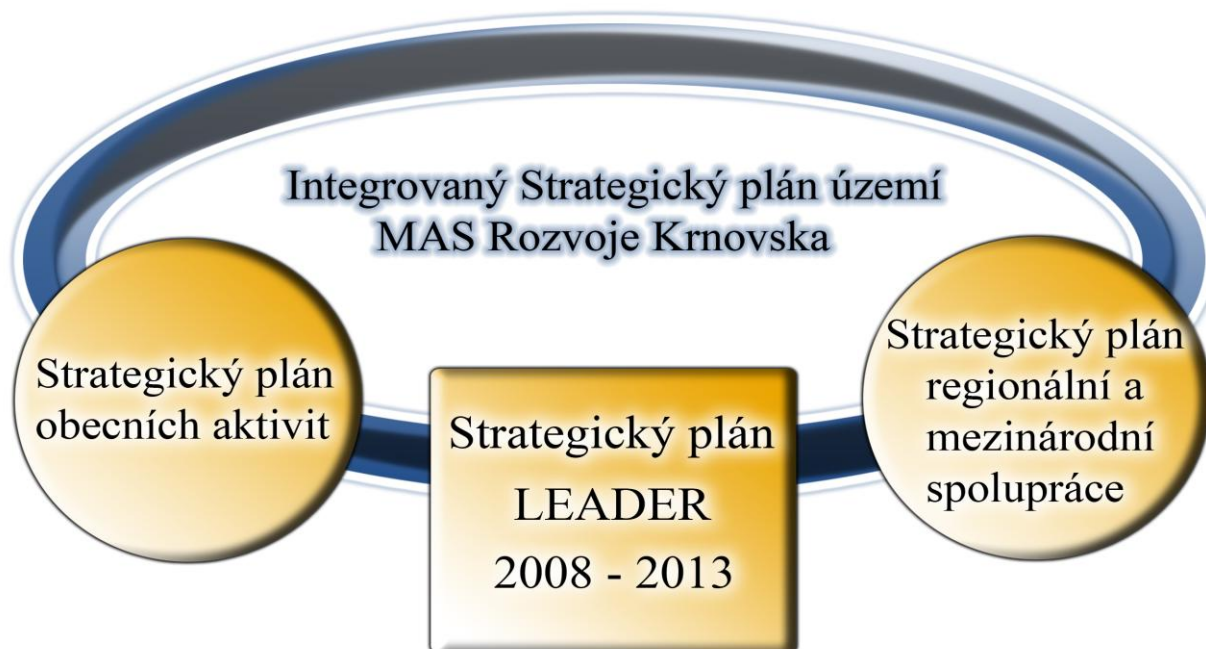 Integrovaný Strategický plán území
MAS Rozvoje Krnovska
Strategický plán
obecních aktivit
Strategický plán
LEADER
2008 - 2013
Strategický plán
regionální a
mezinárodní
spolupráce